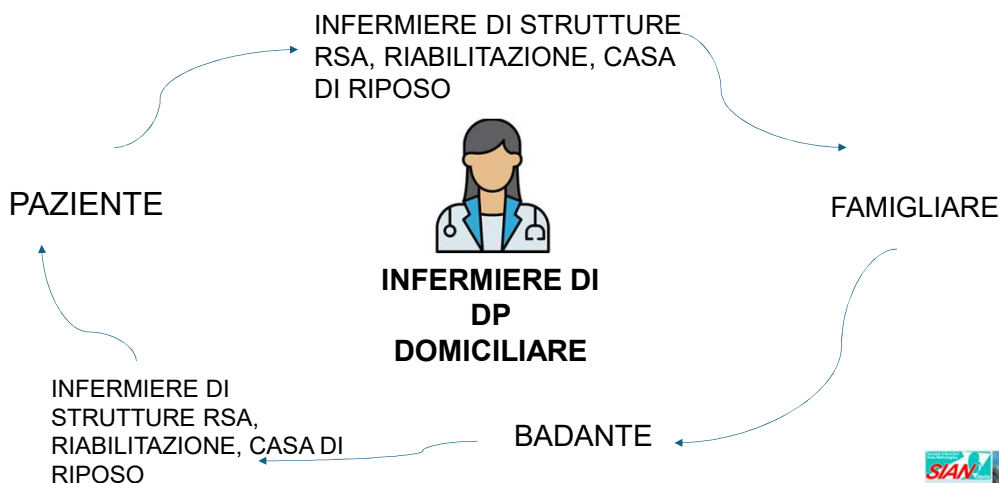 INFERMIERE DI STRUTTURE
RSA, RIABILITAZIONE, CASA
DI RIPOSO
PAZIENTE
FAMIGLIARE
INFERMIERE DI
DP
DOMICILIARE
INFERMIERE DI
STRUTTURE RSA,
RIABILITAZIONE, CASA DI
RIPOSO
BADANTE
SIAN